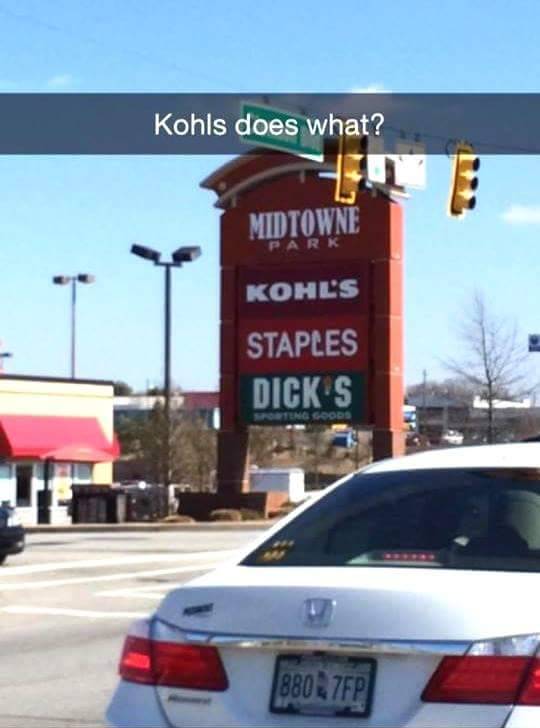 Kohls does what?
MIDTOWNE
PARK
KOHL'S
STAPLES
DICK'S
SPORTING GOODS
880 7FP